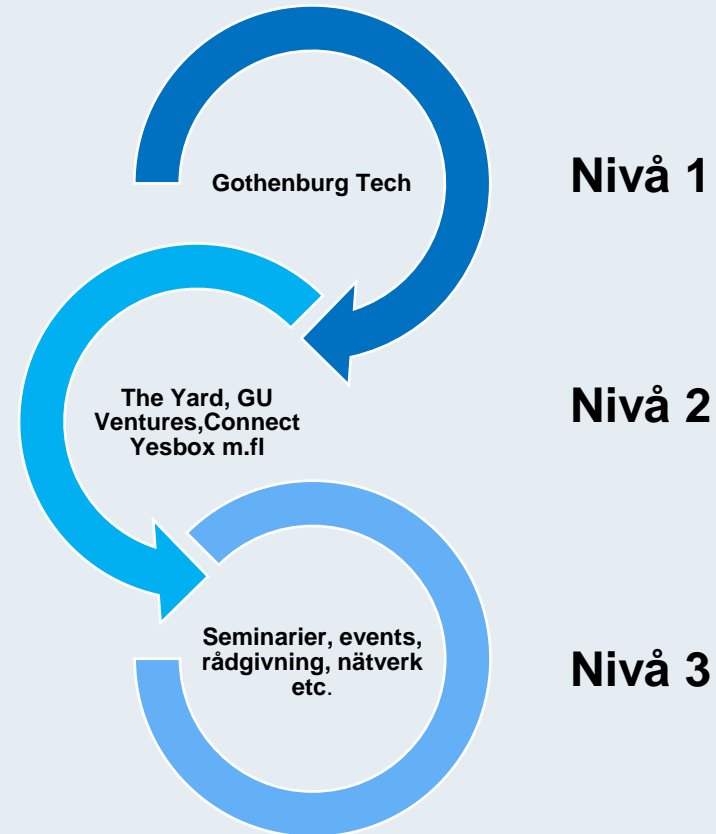 Gothenburg Tech
Nivå 1
The Yard, GU
Ventures,Connect
Yesbox m.fl
Nivå 2
Seminarier, events,
rådgivning, nätverk
etc.
Nivå 3